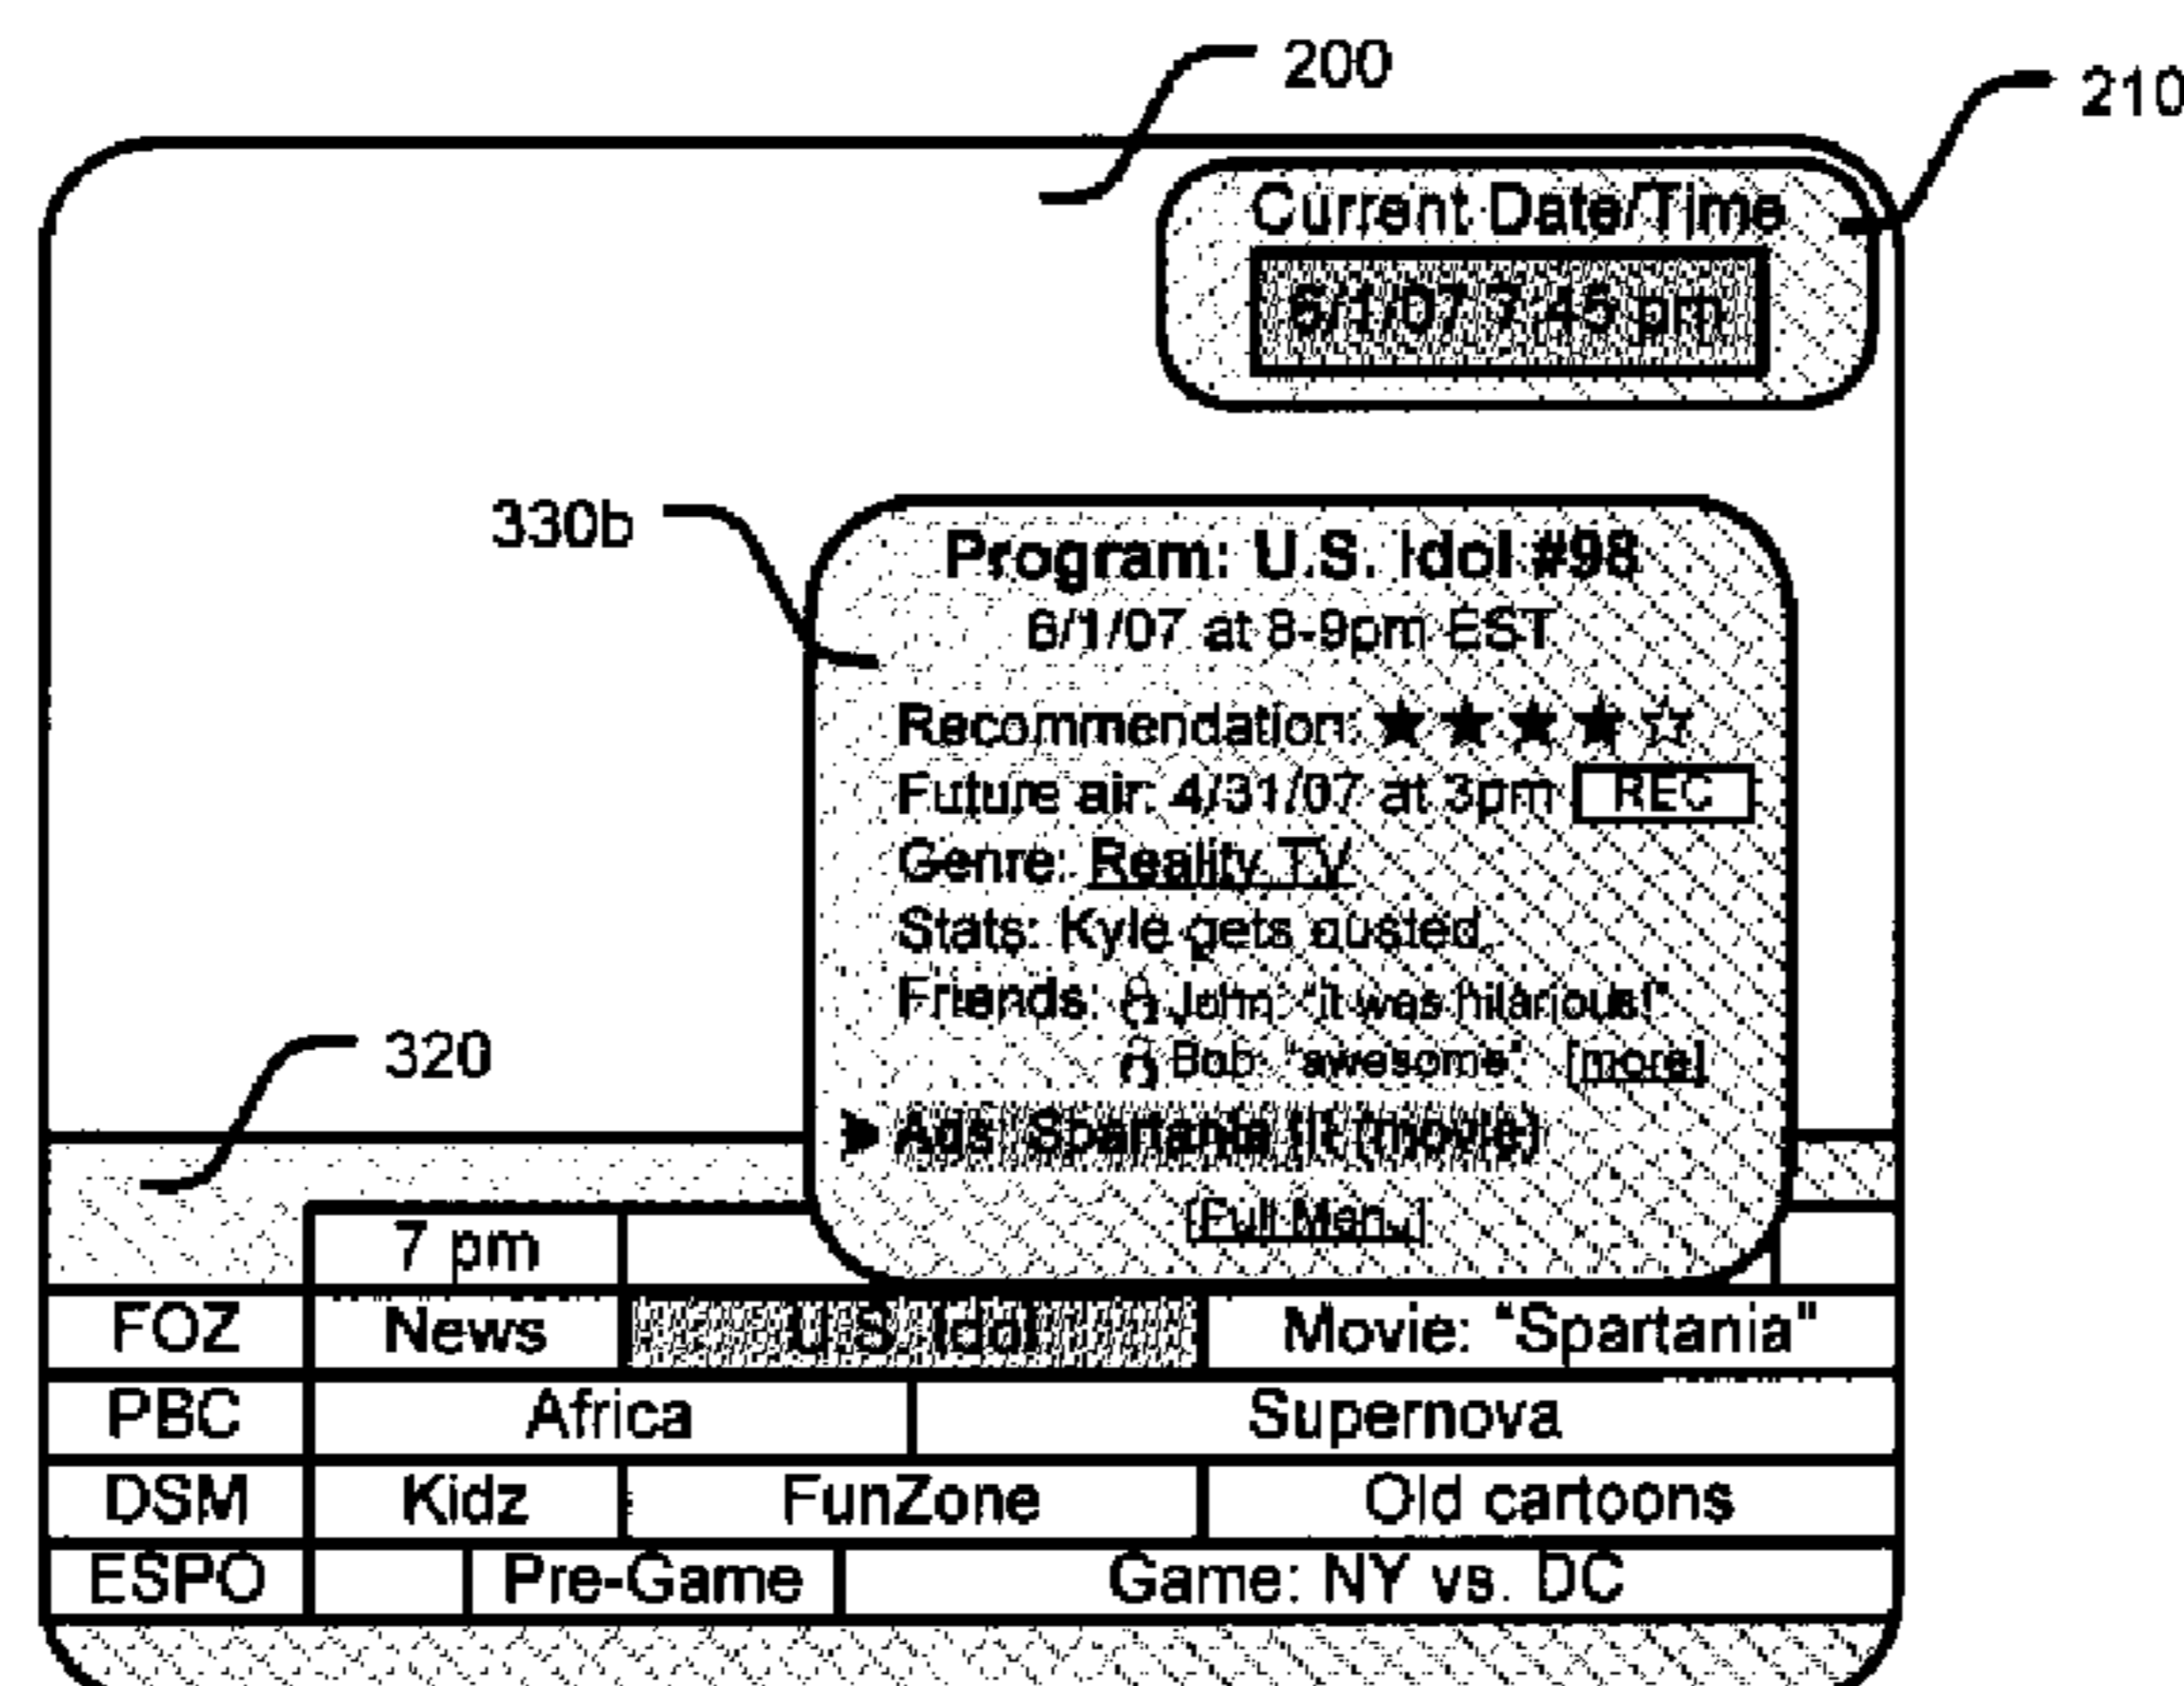 200
210
Current Date/Time
6/1/07 7:45 pm
330b
Program: U.S. Idol #98
6/1/07 at 8-9pm EST
Recommendation:
Future air: 4/31/07 at 3pm REC
Genre: Reality TV
Stats: Kyle gets ousted
Friends: John: "it was hilarious!"
Bob: "awesome" [more]
Ads: Spartania II (movie)
[Full Menu]
320
7 pm
FOZ News U.S. Idol Movie: "Spartania"
PBC Africa Supernova
DSM Kidz FunZone Old cartoons
ESPO Pre-Game Game: NY vs. DC